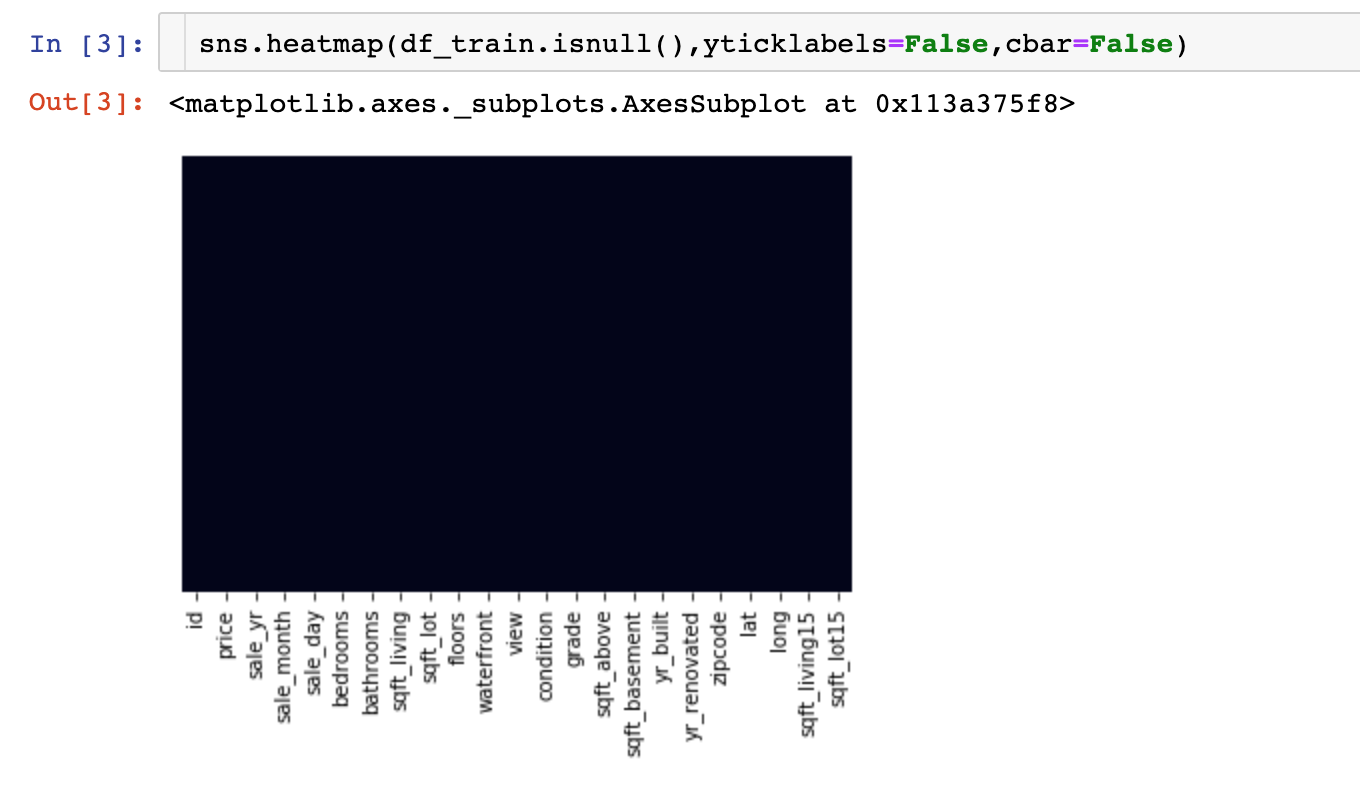 In [3]: sns.heatmap(df_train.isnull(),yticklabels=False,cbar=False)
Out[3]: <matplotlib.axes._subplots.AxesSubplot at 0x113a375f8>
id
price
sale_yr
sale_month
sale_day
bedrooms
bathrooms
sqft_living
sqft_lot
floors
waterfront
view
condition
grade
sqft_above
sqft_basement
yr_built
yr_renovated
zipcode
lat
long
sqft_living15
sqft_lot15